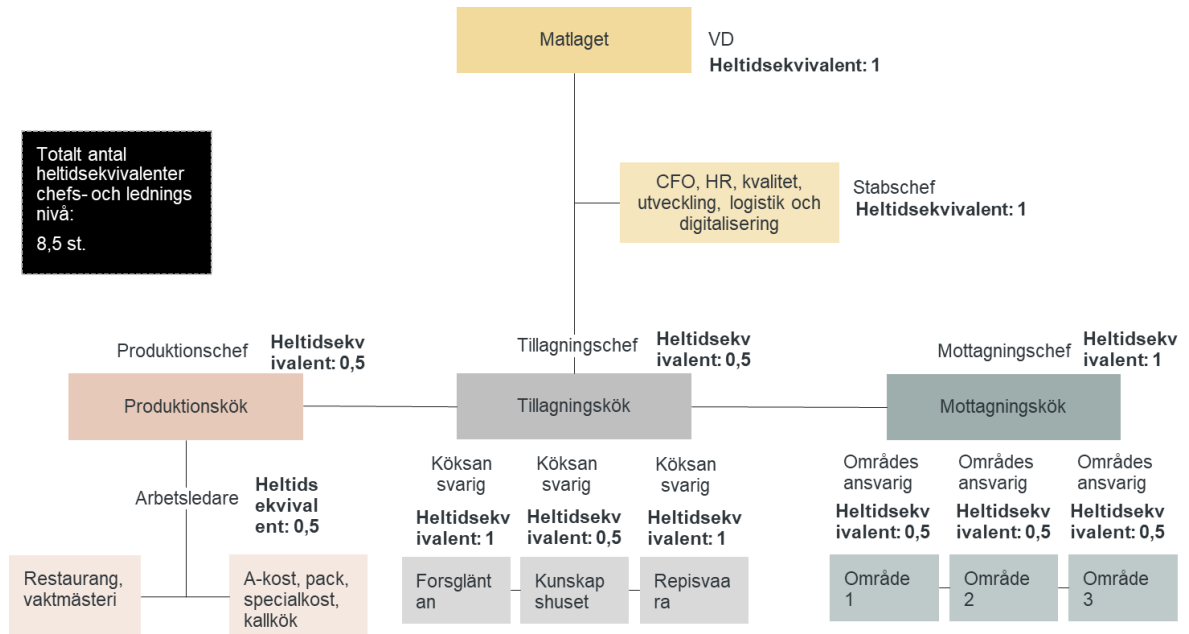 Matlaget
VD
Heltidsekvivalent: 1
Totalt antal
heltidsekvivalenter
chefs- och lednings
nivå:
8,5 st.
CFO, HR, kvalitet,
utveckling, logistik och
digitalisering
Stabschef
Heltidsekvivalent: 1
Produktionschef
Heltidsekv
ivalent: 0,5
Tillagningschef
Heltidsekv
ivalent: 0,5
Mottagningschef
Heltidsekv
ivalent: 1
Produktionskök
Tillagningskök
Mottagningskök
Arbetsledare
Heltids
ekvival
ent: 0,5
Köksan
svarig
Heltidsekv
ivalent: 1
Köksan
svarig
Heltidsekv
ivalent: 0,5
Köksan
svarig
Heltidsekv
ivalent: 1
Områdes
ansvarig
Heltidsekv
ivalent: 0,5
Områdes
ansvarig
Heltidsekv
ivalent: 0,5
Områdes
ansvarig
Heltidsekv
ivalent: 0,5
Restaurang,
vaktmästeri
A-kost, pack,
specialkost,
kallkök
Forsglänt
an
Kunskap
shuset
Repisvaa
ra
Område
1
Område
2
Område
3